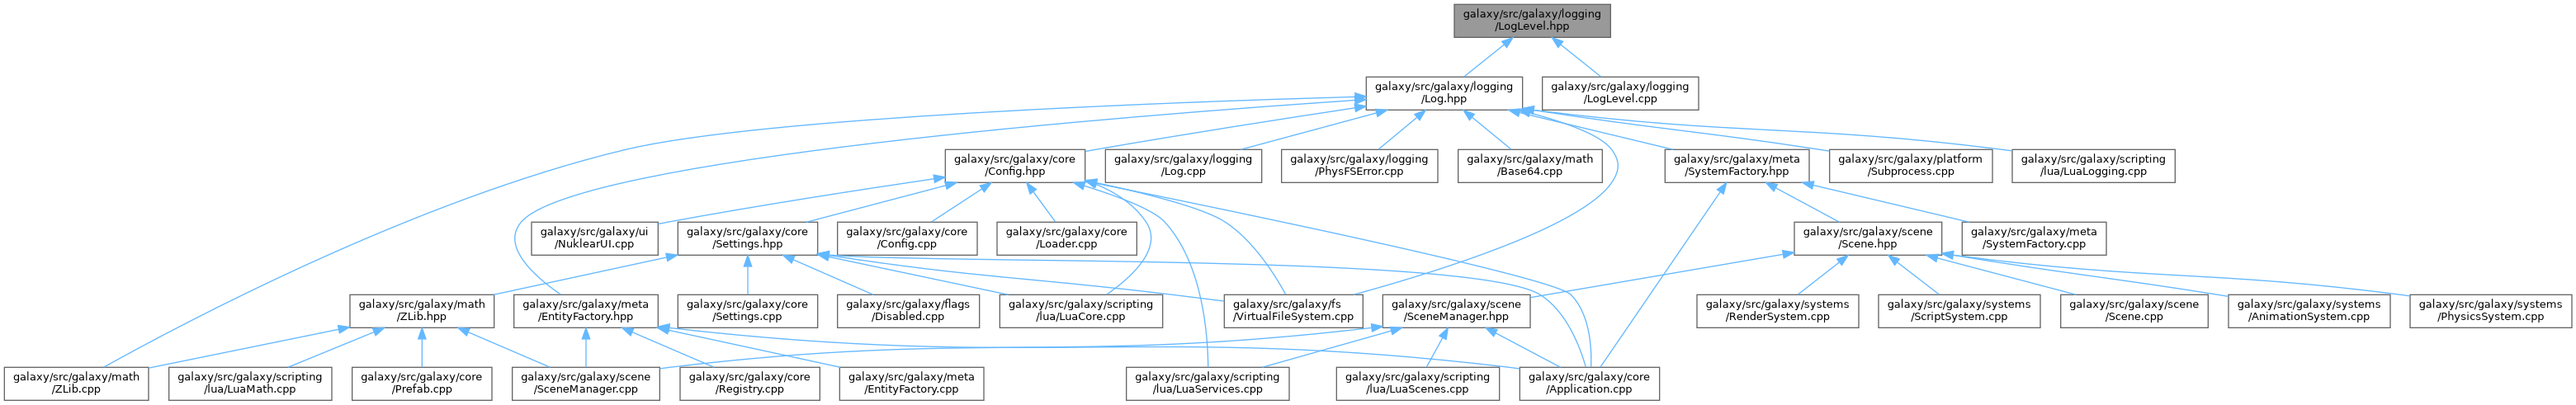 galaxy/src/galaxy/logging
/LogLevel.hpp
galaxy/src/galaxy/logging
/Log.hpp
galaxy/src/galaxy/logging
/LogLevel.cpp
galaxy/src/galaxy/core
/Config.hpp
galaxy/src/galaxy/logging
/Log.cpp
galaxy/src/galaxy/logging
/PhysFSError.cpp
galaxy/src/galaxy/math
/Base64.cpp
galaxy/src/galaxy/meta
/SystemFactory.hpp
galaxy/src/galaxy/platform
/Subprocess.cpp
galaxy/src/galaxy/scripting
/lua/LuaLogging.cpp
galaxy/src/galaxy/ui
/NuklearUI.cpp
galaxy/src/galaxy/core
/Settings.hpp
galaxy/src/galaxy/core
/Config.cpp
galaxy/src/galaxy/core
/Loader.cpp
galaxy/src/galaxy/scene
/Scene.hpp
galaxy/src/galaxy/meta
/SystemFactory.cpp
galaxy/src/galaxy/math
/ZLib.hpp
galaxy/src/galaxy/meta
/EntityFactory.hpp
galaxy/src/galaxy/core
/Settings.cpp
galaxy/src/galaxy/flags
/Disabled.cpp
galaxy/src/galaxy/scripting
/lua/LuaCore.cpp
galaxy/src/galaxy/fs
/VirtualFileSystem.cpp
galaxy/src/galaxy/scene
/SceneManager.hpp
galaxy/src/galaxy/systems
/RenderSystem.cpp
galaxy/src/galaxy/systems
/ScriptSystem.cpp
galaxy/src/galaxy/scene
/Scene.cpp
galaxy/src/galaxy/systems
/AnimationSystem.cpp
galaxy/src/galaxy/systems
/PhysicsSystem.cpp
galaxy/src/galaxy/math
/ZLib.cpp
galaxy/src/galaxy/scripting
/lua/LuaMath.cpp
galaxy/src/galaxy/core
/Prefab.cpp
galaxy/src/galaxy/scene
/SceneManager.cpp
galaxy/src/galaxy/core
/Registry.cpp
galaxy/src/galaxy/meta
/EntityFactory.cpp
galaxy/src/galaxy/scripting
/lua/LuaServices.cpp
galaxy/src/galaxy/scripting
/lua/LuaScenes.cpp
galaxy/src/galaxy/core
/Application.cpp